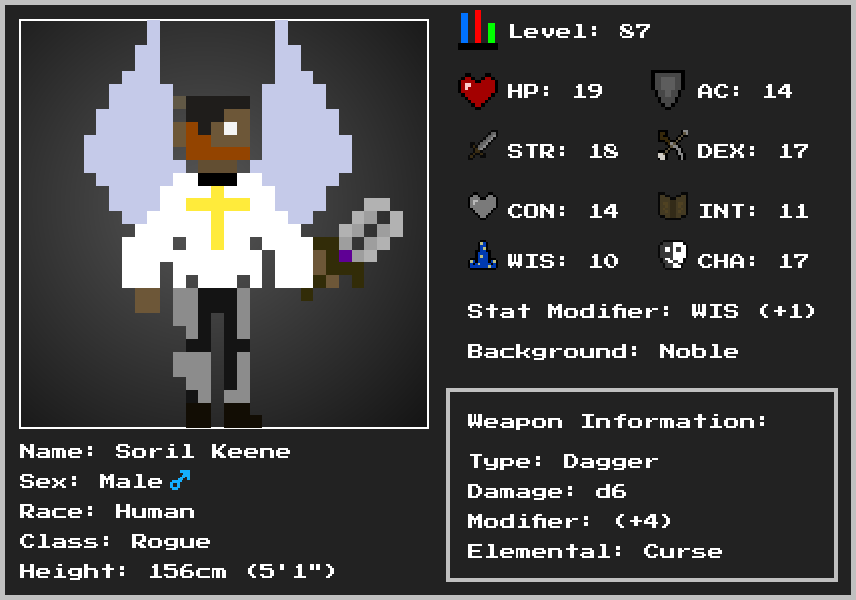 Level: 87
HP: 19 AC: 14
STR: 18 DEX: 17
CON: 14 INT: 11
WIS: 10 CHA: 17
Stat Modifier: WIS (+1)
Background: Noble
Weapon Information:
Type: Dagger
Damage: d6
Modifier: (+4)
Elemental: Curse
Name: Soril Keene
Sex: Male ♂
Race: Human
Class: Rogue
Height: 156cm (5'1")